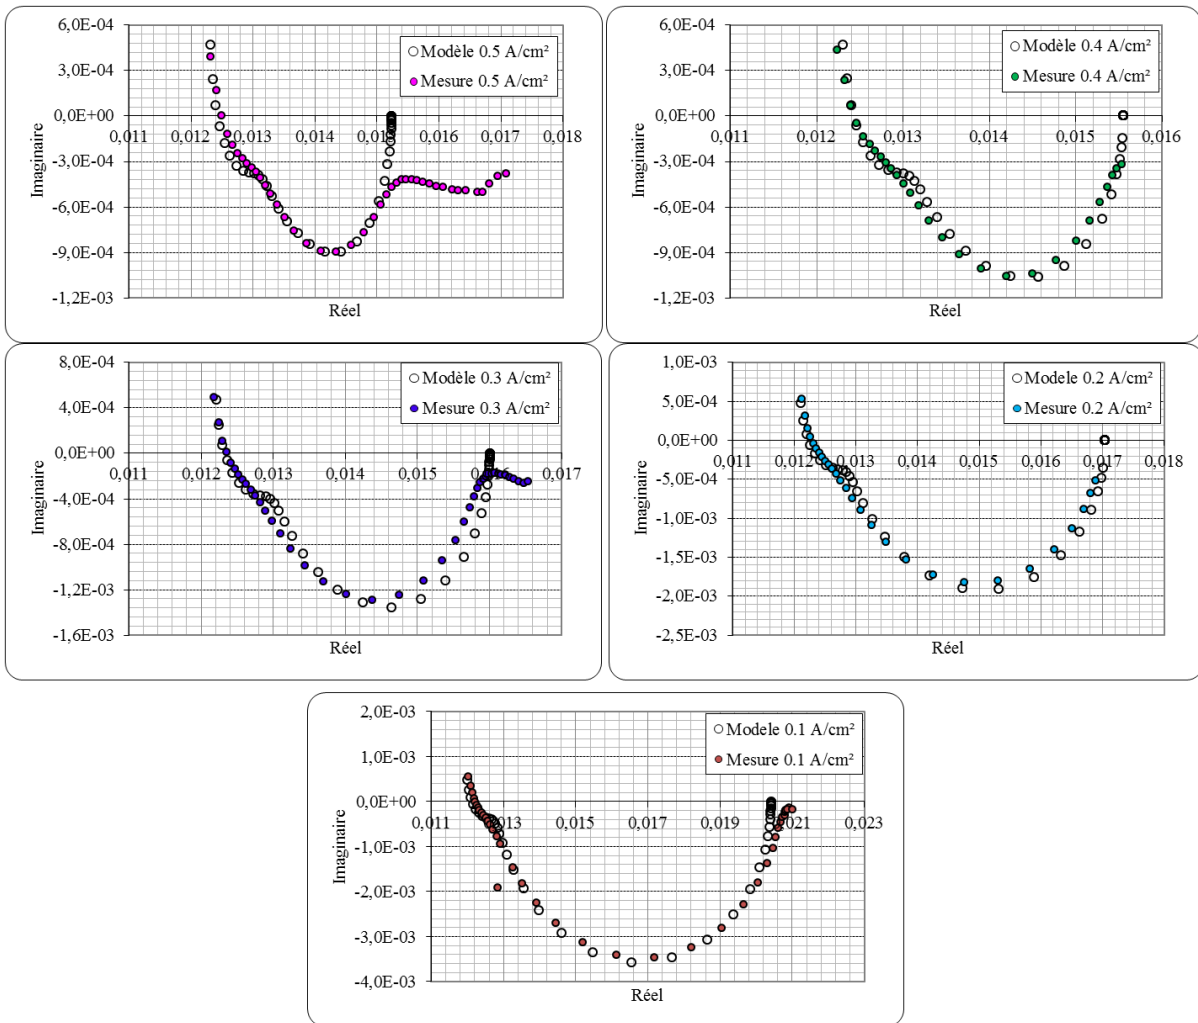 6,0E-04
3,0E-04
0,0E+00
-3,0E-04
-6,0E-04
-9,0E-04
-1,2E-03
0,011 0,012 0,013 0,014 0,015 0,016 0,017 0,018
Imaginaire
Réel
Modèle 0.5 A/cm²
Mesure 0.5 A/cm²
6,0E-04
3,0E-04
0,0E+00
-3,0E-04
-6,0E-04
-9,0E-04
-1,2E-03
0,011 0,012 0,013 0,014 0,015 0,016
Imaginaire
Réel
Modèle 0.4 A/cm²
Mesure 0.4 A/cm²
8,0E-04
4,0E-04
0,0E+00
-4,0E-04
-8,0E-04
-1,2E-03
-1,6E-03
0,011 0,012 0,013 0,014 0,015 0,016 0,017
Imaginaire
Réel
Modèle 0.3 A/cm²
Mesure 0.3 A/cm²
1,0E-03
5,0E-04
0,0E+00
-5,0E-04
-1,0E-03
-1,5E-03
-2,0E-03
-2,5E-03
0,011 0,012 0,013 0,014 0,015 0,016 0,017 0,018
Imaginaire
Réel
Modele 0.2 A/cm²
Mesure 0.2 A/cm²
2,0E-03
1,0E-03
0,0E+00
-1,0E-03
-2,0E-03
-3,0E-03
-4,0E-03
0,011 0,013 0,015 0,017 0,019 0,021 0,023
Imaginaire
Réel
Modele 0.1 A/cm²
Mesure 0.1 A/cm²